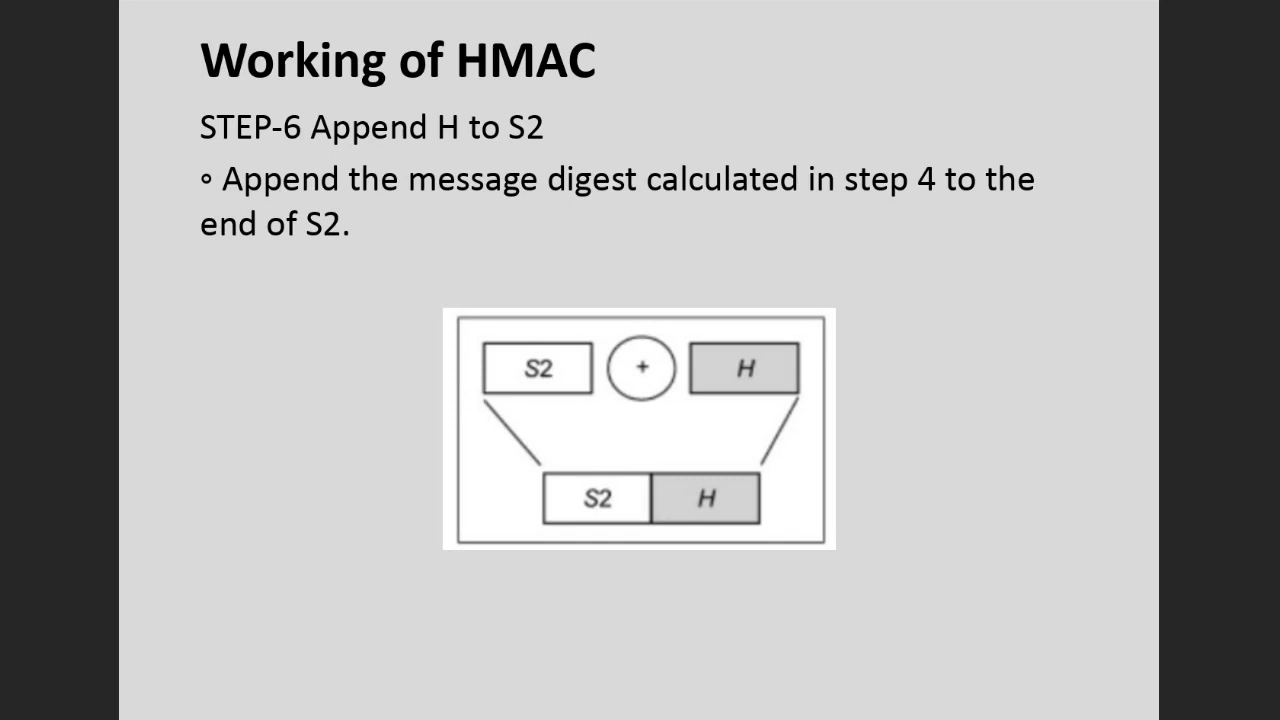 Working of HMAC
STEP-6 Append H to S2
∘ Append the message digest calculated in step 4 to the
end of S2.
S2 + H
S2 H